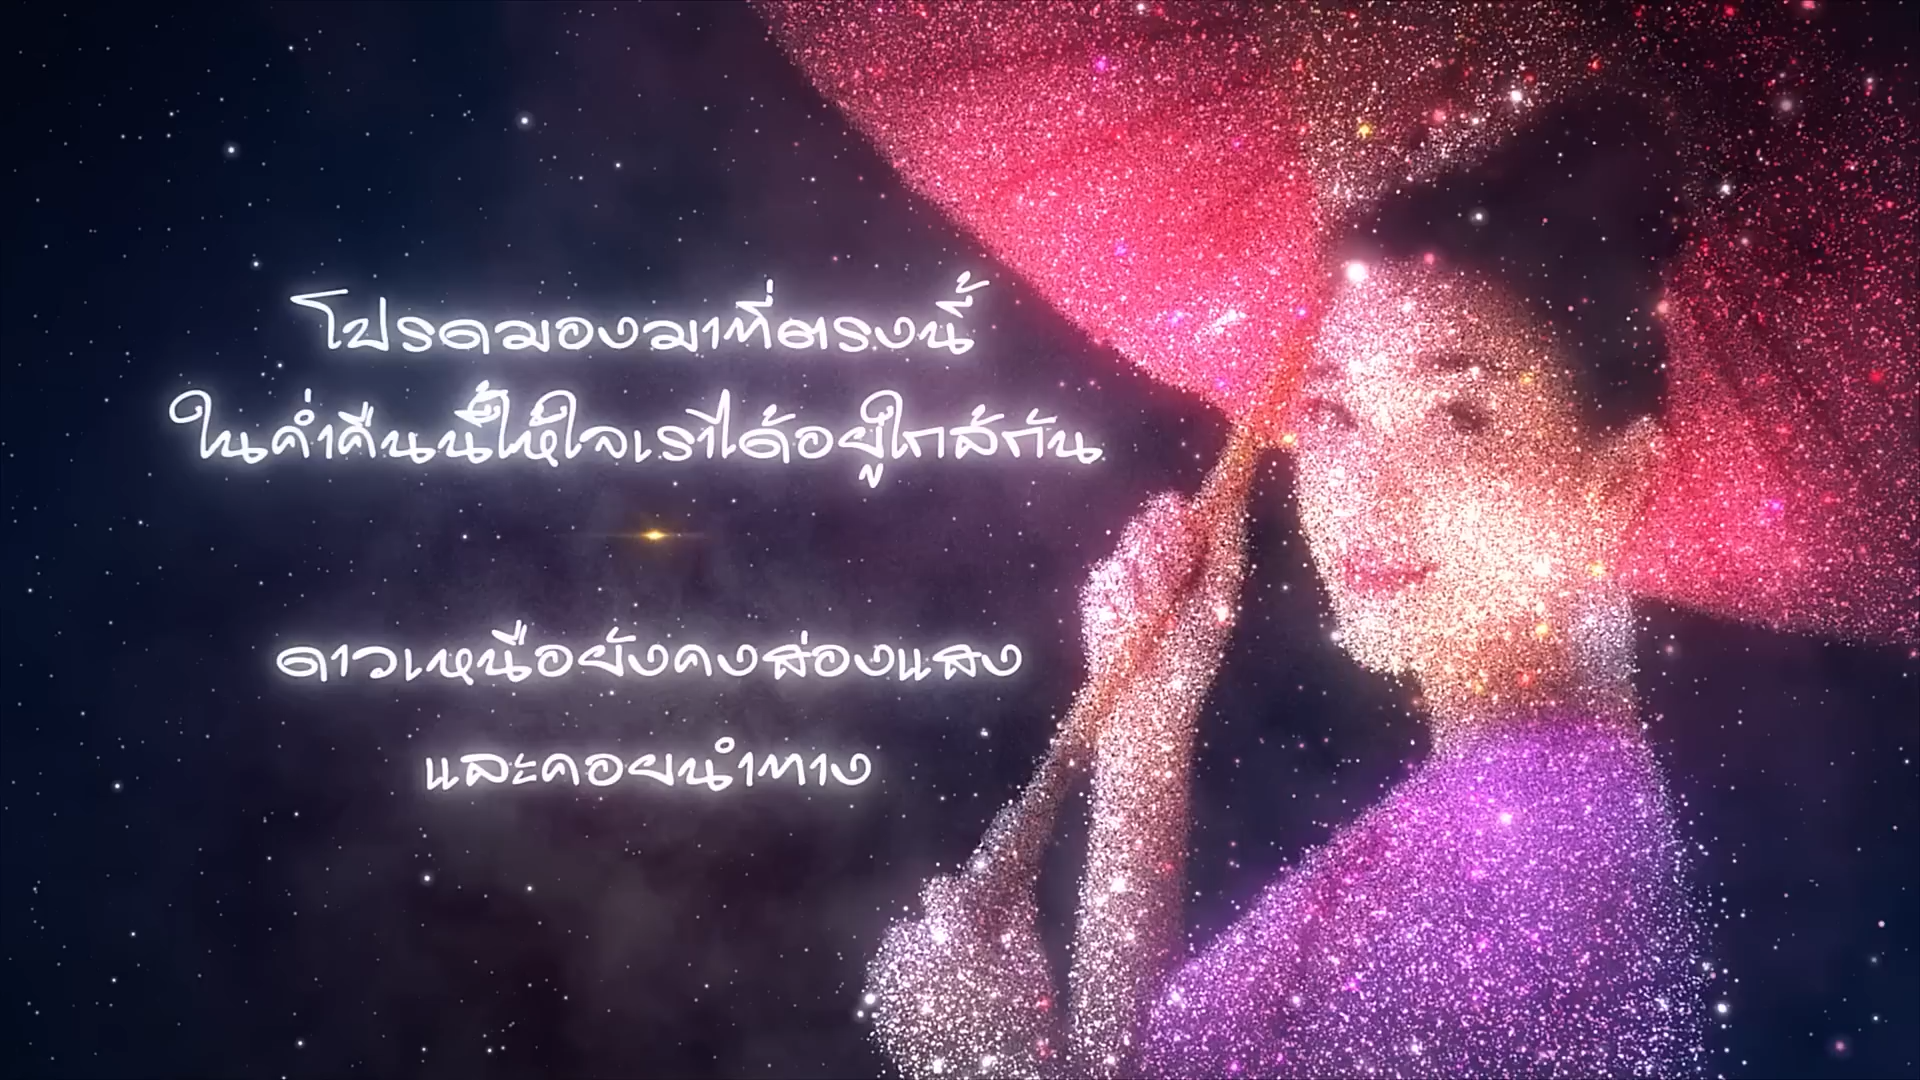 โปรดมองมาที่ตรงนี้
ในค่ำคืนนี้ให้ใจเราได้อยู่ใกล้กัน
ดาวเหนือยังคงส่องแสง
และคอยนำทาง